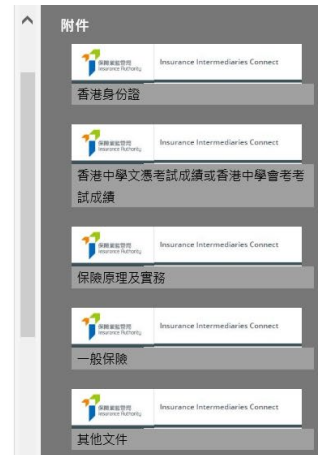 附件
保險業監管局
Insurance Authority
Insurance Intermediaries Connect
香港身份證
保險業監管局
Insurance Authority
Insurance Intermediaries Connect
香港中學文憑考試成績或香港中學會考考
試成績
保險業監管局
Insurance Authority
Insurance Intermediaries Connect
保險原理及實務
保險業監管局
Insurance Authority
Insurance Intermediaries Connect
一般保險
保險業監管局
Insurance Authority
Insurance Intermediaries Connect
其他文件